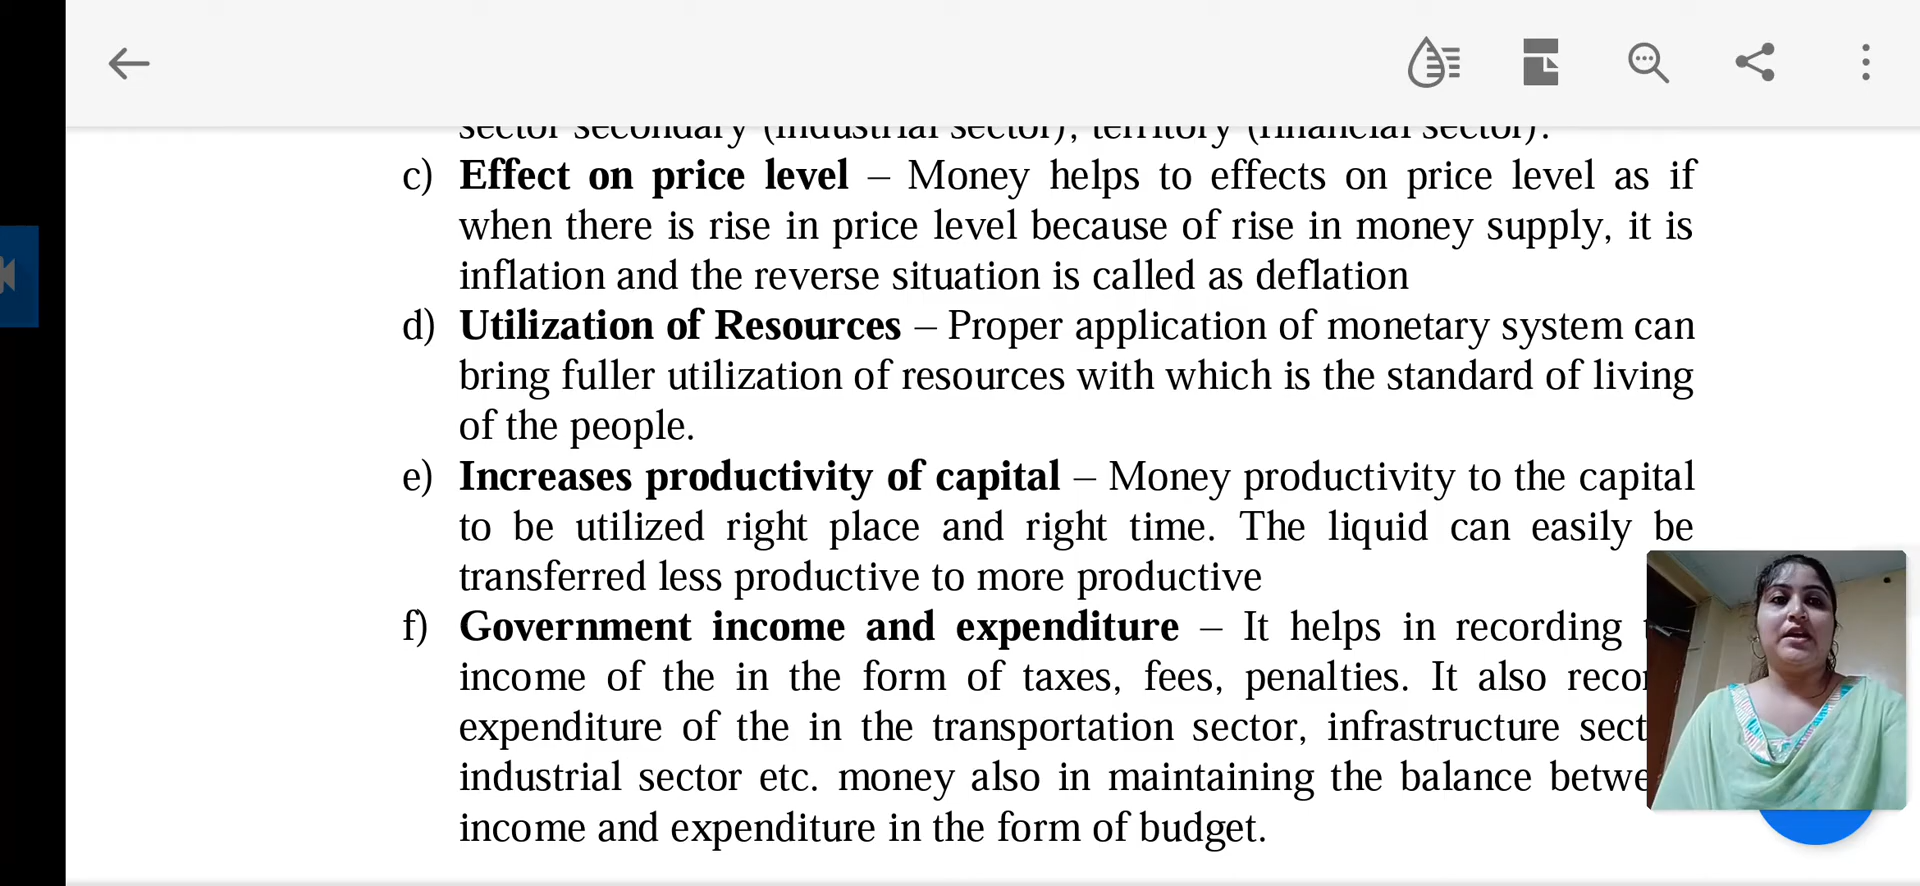 sector secondary (industrial sector), territory (financial sector).
c) Effect on price level – Money helps to effects on price level as if
when there is rise in price level because of rise in money supply, it is
inflation and the reverse situation is called as deflation
d) Utilization of Resources – Proper application of monetary system can
bring fuller utilization of resources with which is the standard of living
of the people.
e) Increases productivity of capital – Money productivity to the capital
to be utilized right place and right time. The liquid can easily be
transferred less productive to more productive
f) Government income and expenditure – It helps in recording
income of the in the form of taxes, fees, penalties. It also
expenditure of the in the transportation sector, infrastructure
industrial sector etc. money also in maintaining the balance
income and expenditure in the form of budget.